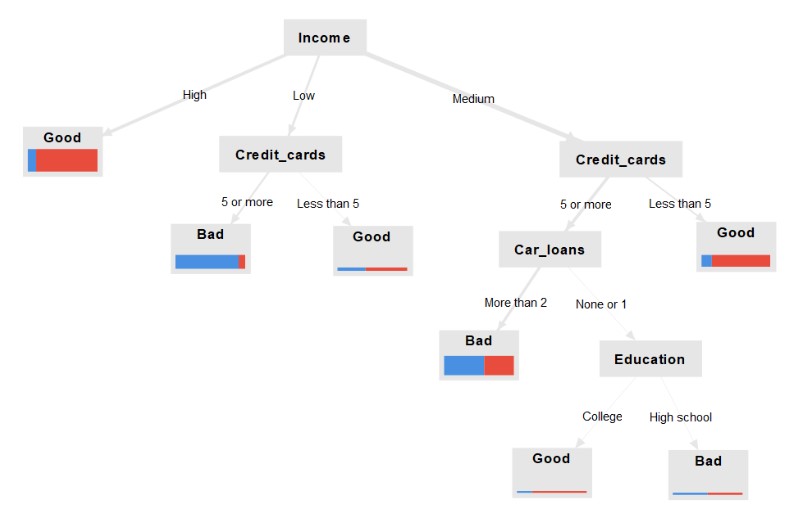 Income
High
Low
Medium
Good
Credit_cards
Credit_cards
5 or more
Less than 5
5 or more
Less than 5
Bad
Good
Car_loans
Good
More than 2
None or 1
Bad
Education
College
High school
Good
Bad